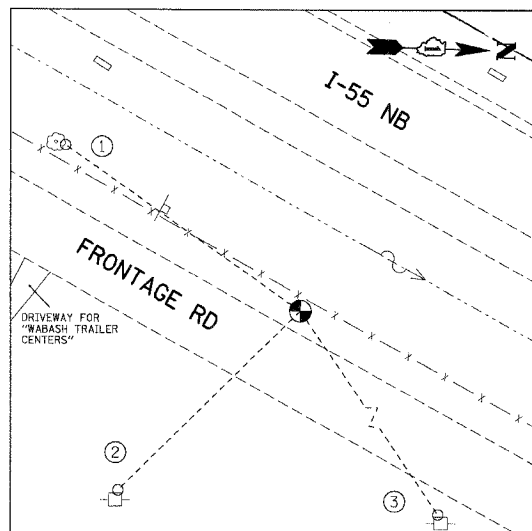 N
I-55 NB
1
FRONTAGE RD
DRIVEWAY FOR
"WABASH TRAILER
CENTERS"
2
3